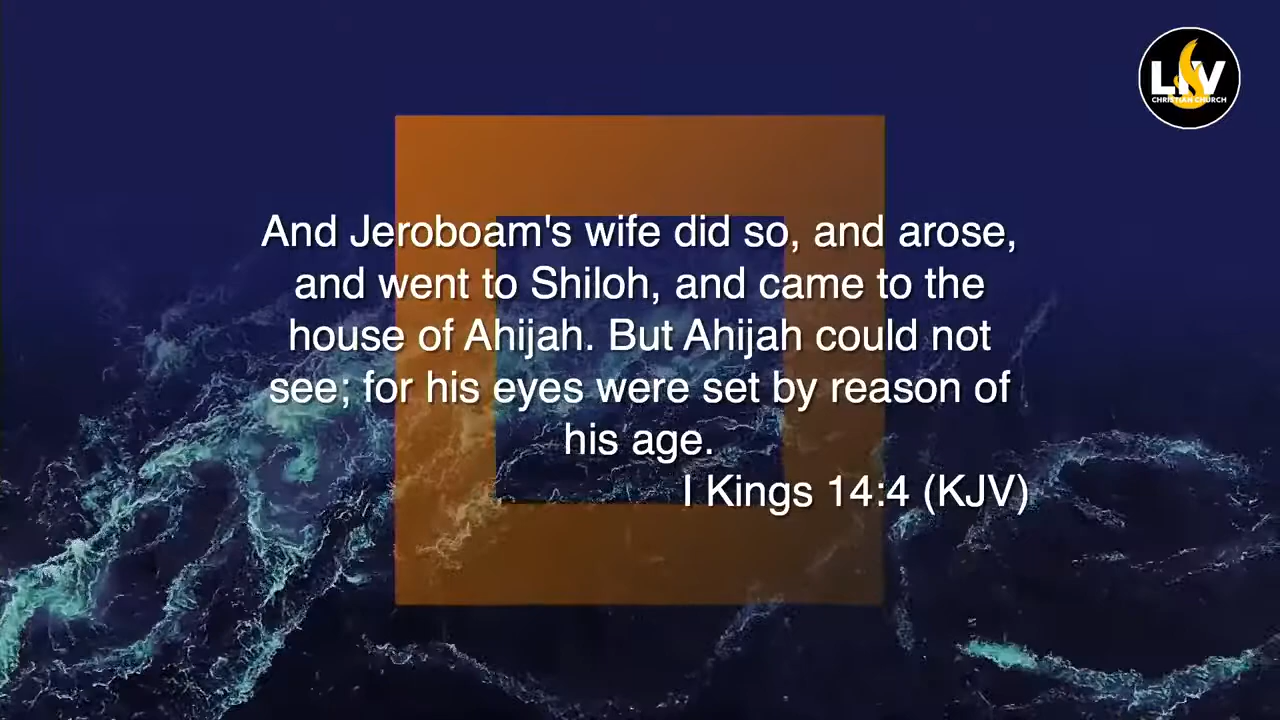 LIV
CHRISTIAN CHURCH
And Jeroboam's wife did so, and arose,
and went to Shiloh, and came to the
house of Ahijah. But Ahijah could not
see; for his eyes were set by reason of
his age.
I Kings 14:4 (KJV)